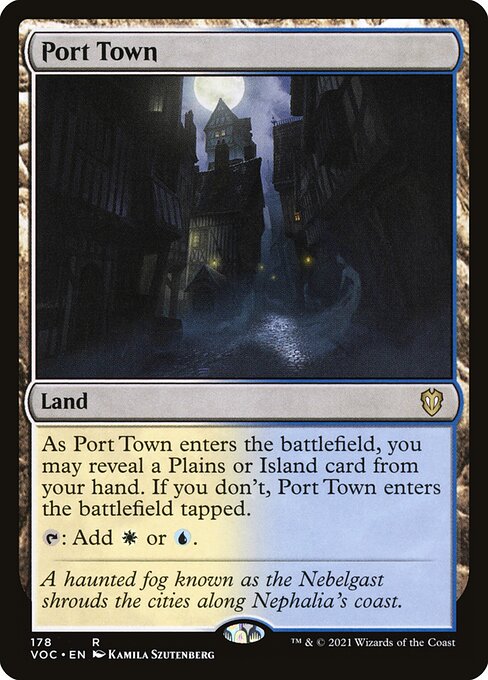 Port Town
Land
As Port Town enters the battlefield, you
may reveal a Plains or Island card from
your hand. If you don't, Port Town enters
the battlefield tapped.
: Add or .
A haunted fog known as the Nebelgast
shrouds the cities along Nephalia's coast.
178 R
VOC • EN Kamila Szutenberg
™ & © 2021 Wizards of the Coast